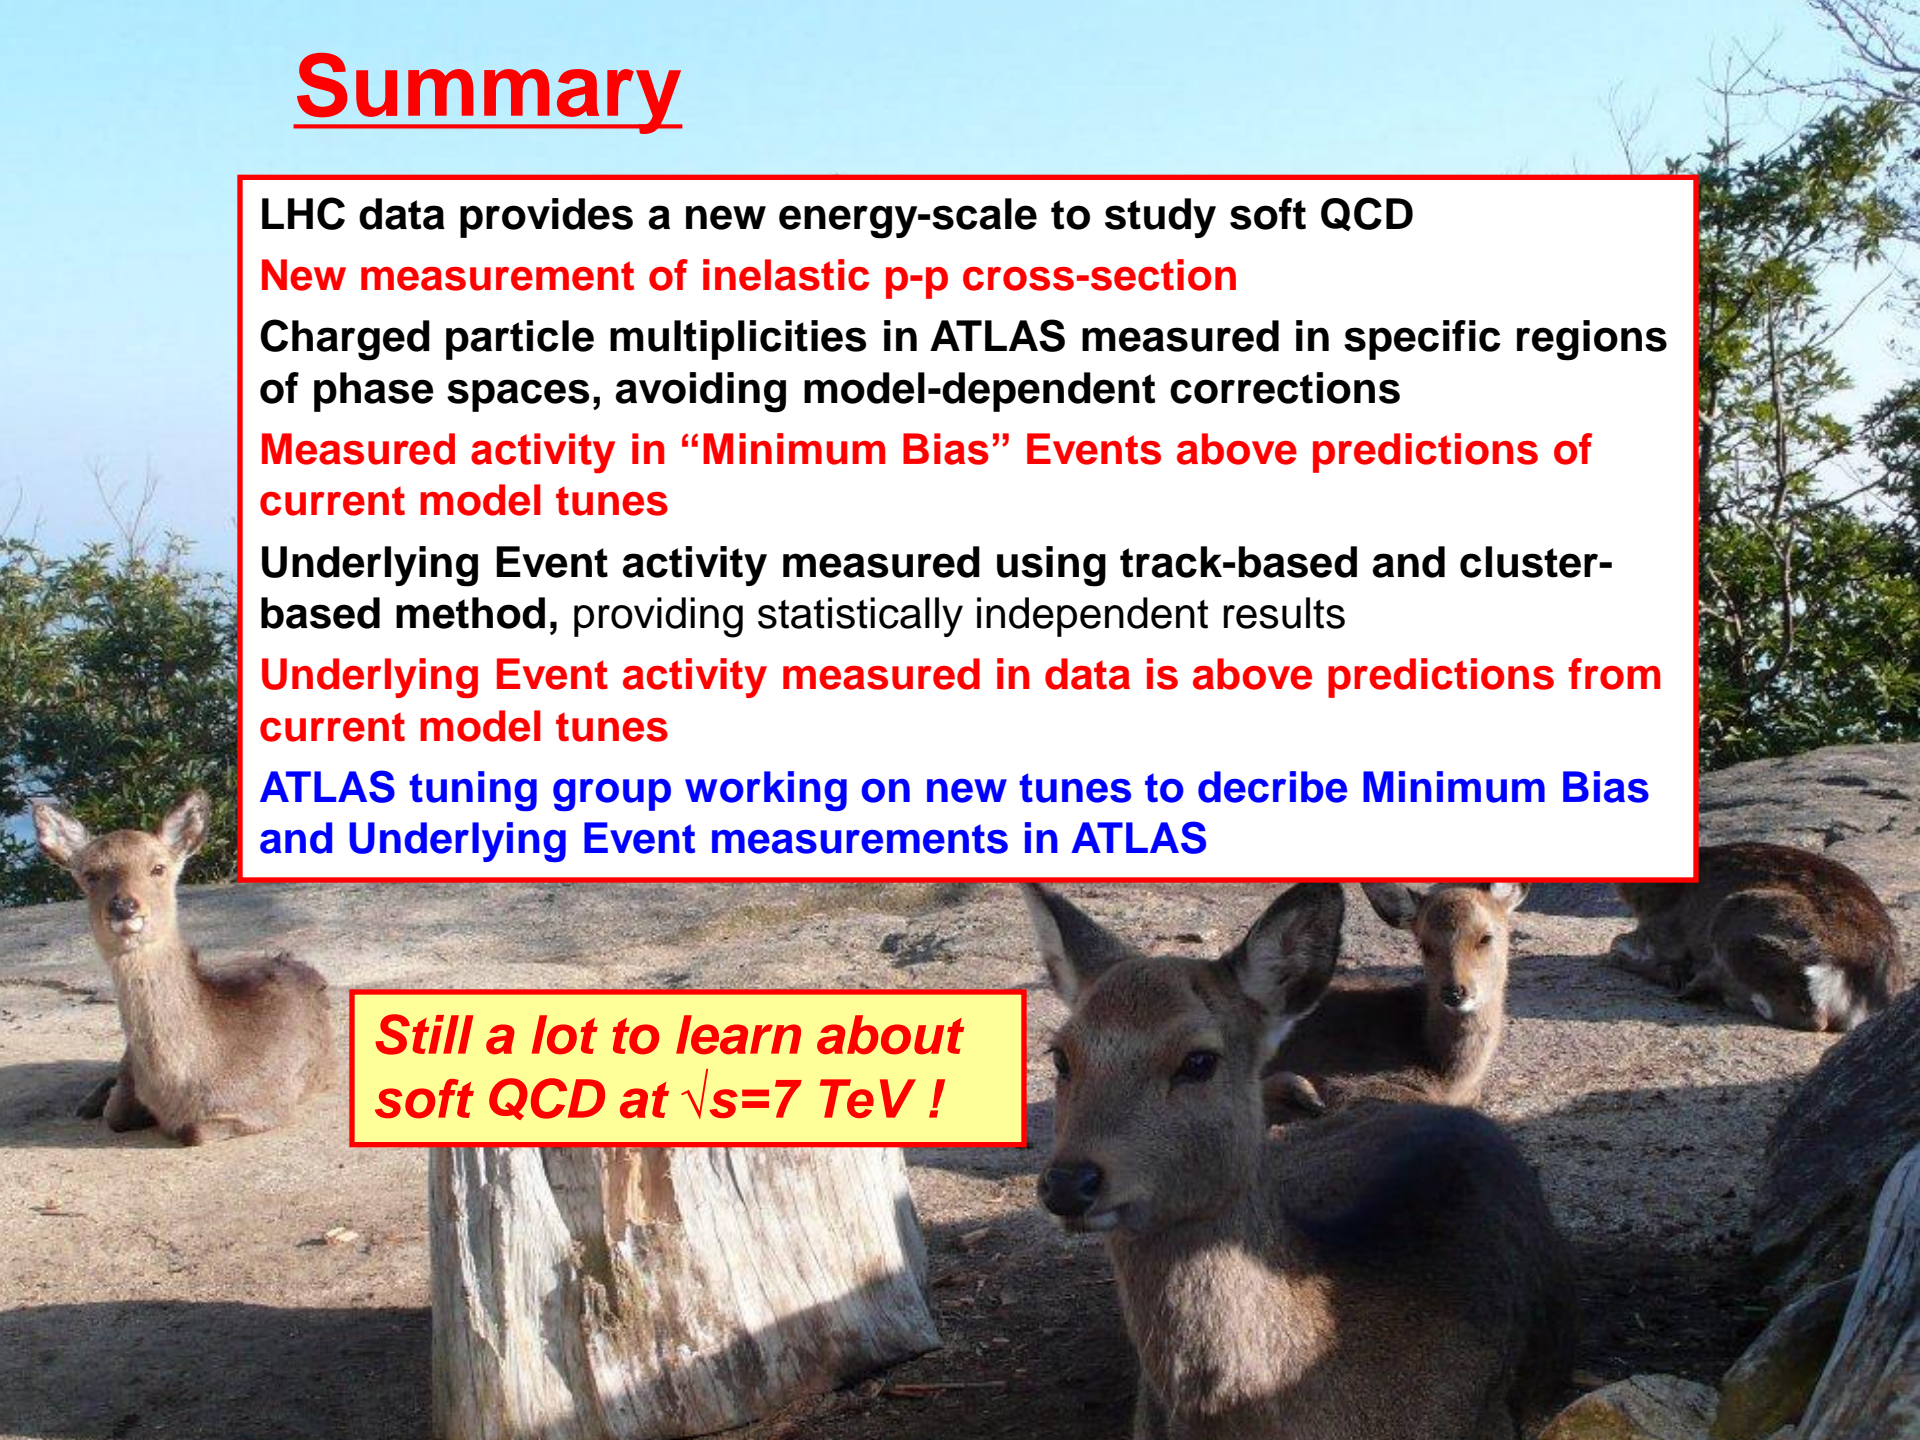 Summary
LHC data provides a new energy-scale to study soft QCD
New measurement of inelastic p-p cross-section
Charged particle multiplicities in ATLAS measured in specific regions
of phase spaces, avoiding model-dependent corrections
Measured activity in “Minimum Bias” Events above predictions of
current model tunes
Underlying Event activity measured using track-based and cluster-
based method, providing statistically independent results
Underlying Event activity measured in data is above predictions from
current model tunes
ATLAS tuning group working on new tunes to decribe Minimum Bias
and Underlying Event measurements in ATLAS
Still a lot to learn about
soft QCD at √s=7 TeV !